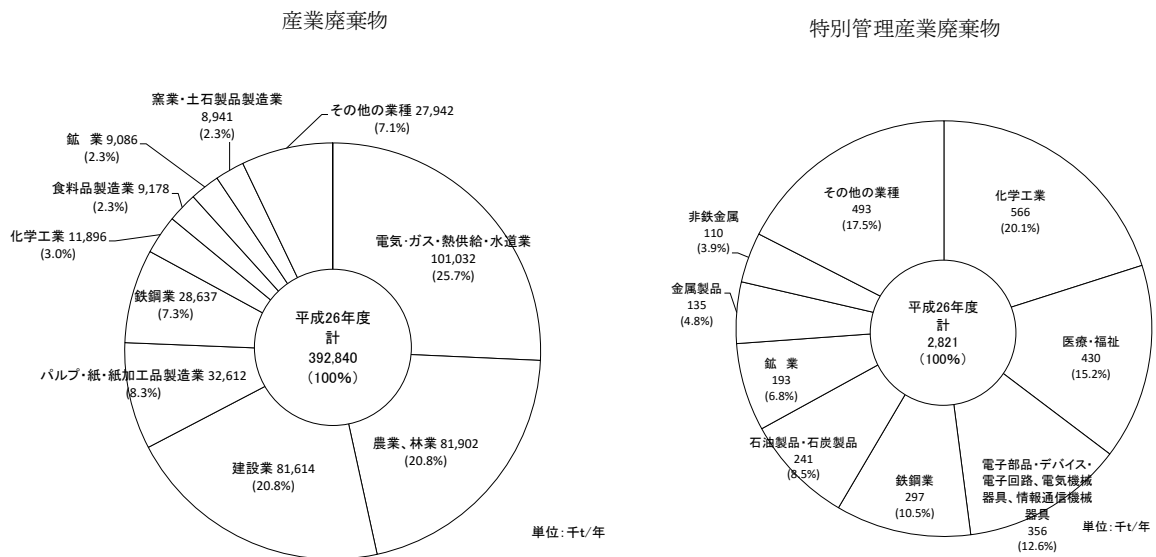 産業廃棄物
窯業・土石製品製造業
8,941
(2.3%)
その他の業種 27,942
(7.1%)
鉱　業 9,086
(2.3%)
食料品製造業 9,178
(2.3%)
化学工業 11,896
(3.0%)
鉄鋼業 28,637
(7.3%)
パルプ・紙・紙加工品製造業 32,612
(8.3%)
建設業 81,614
(20.8%)
農業、林業 81,902
(20.8%)
電気・ガス・熱供給・水道業
101,032
(25.7%)
平成26年度
計
392,840
（100%）
単位：千t/年
特別管理産業廃棄物
その他の業種
493
(17.5%)
非鉄金属
110
(3.9%)
金属製品
135
(4.8%)
鉱　業
193
(6.8%)
石油製品・石炭製品
241
(8.5%)
鉄鋼業
297
(10.5%)
電子部品・デバイス・
電子回路、電気機械
器具、情報通信機械
器具
356
(12.6%)
医療・福祉
430
(15.2%)
化学工業
566
(20.1%)
平成26年度
計
2,821
（100%）
単位：千t/年